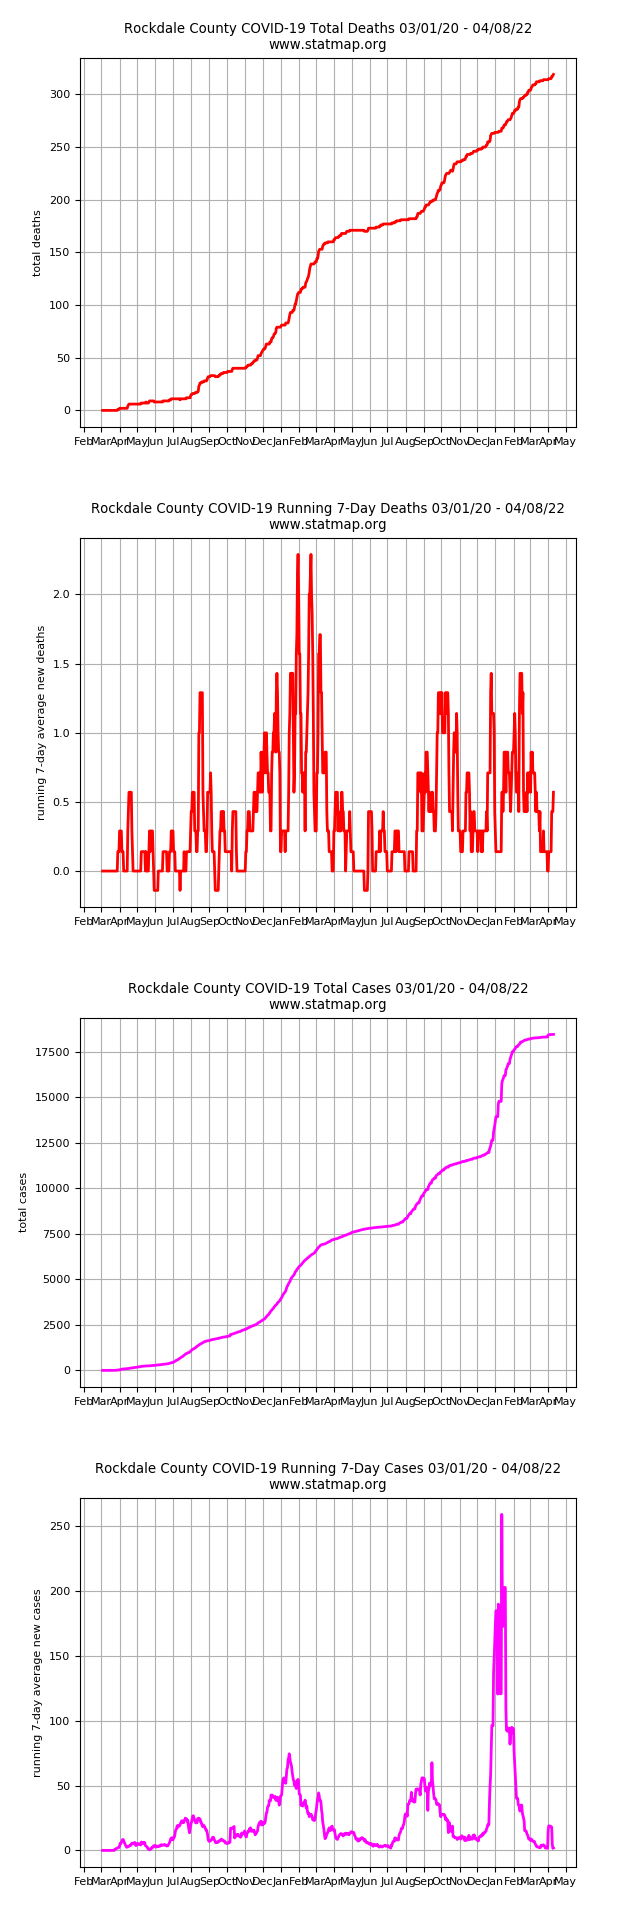 Rockdale County COVID-19 Total Deaths 03/01/20 - 04/08/22
www.statmap.org
300
250
200
150
100
50
0
total deaths
Feb Mar Apr May Jun Jul Aug Sep Oct Nov Dec Jan Feb Mar Apr May Jun Jul Aug Sep Oct Nov Dec Jan Feb Mar Apr May
Rockdale County COVID-19 Running 7-Day Deaths 03/01/20 - 04/08/22
www.statmap.org
2.0
1.5
1.0
0.5
0.0
running 7-day average new deaths
Feb Mar Apr May Jun Jul Aug Sep Oct Nov Dec Jan Feb Mar Apr May Jun Jul Aug Sep Oct Nov Dec Jan Feb Mar Apr May
Rockdale County COVID-19 Total Cases 03/01/20 - 04/08/22
www.statmap.org
17500
15000
12500
10000
7500
5000
2500
0
total cases
Feb Mar Apr May Jun Jul Aug Sep Oct Nov Dec Jan Feb Mar Apr May Jun Jul Aug Sep Oct Nov Dec Jan Feb Mar Apr May
Rockdale County COVID-19 Running 7-Day Cases 03/01/20 - 04/08/22
www.statmap.org
250
200
150
100
50
0
running 7-day average new cases
Feb Mar Apr May Jun Jul Aug Sep Oct Nov Dec Jan Feb Mar Apr May Jun Jul Aug Sep Oct Nov Dec Jan Feb Mar Apr May